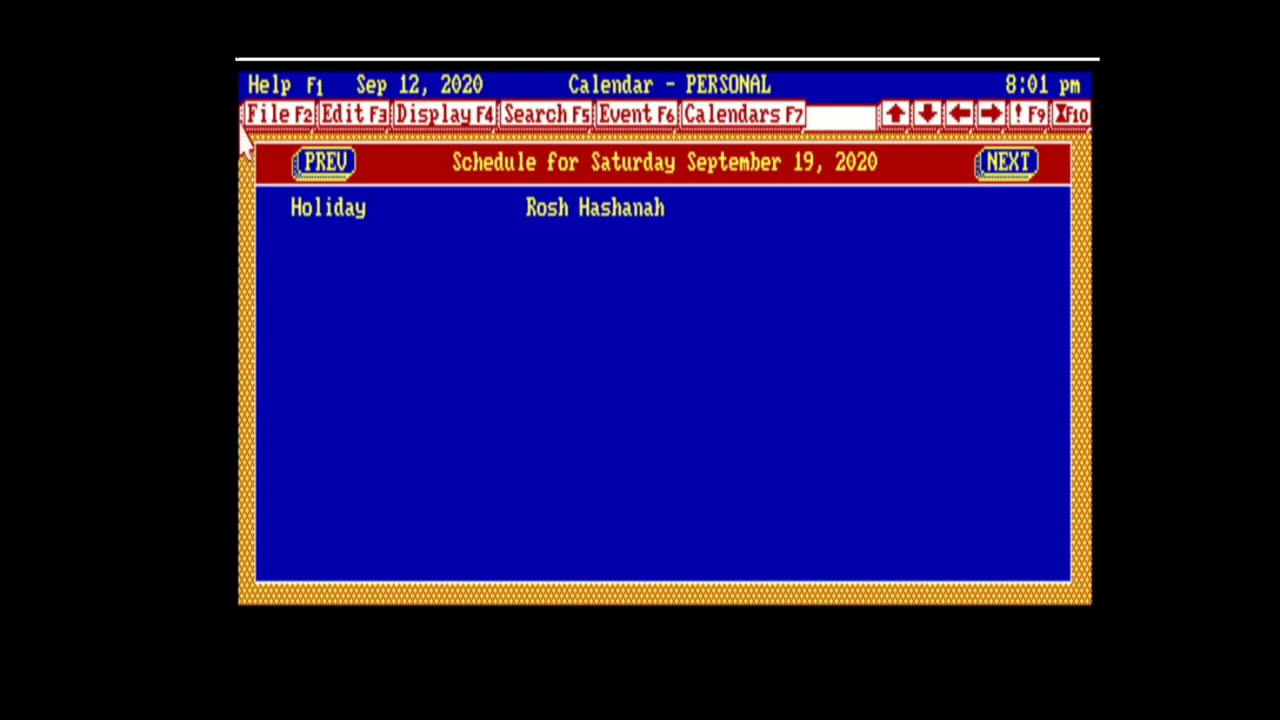 Help F1 Sep 12, 2020 Calendar - PERSONAL 8:01 pm
File F2 Edit F3 Display F4 Search F5 Event F6 Calendars F7 ! F9 F10
PREV Schedule for Saturday September 19, 2020 NEXT
Holiday Rosh Hashanah